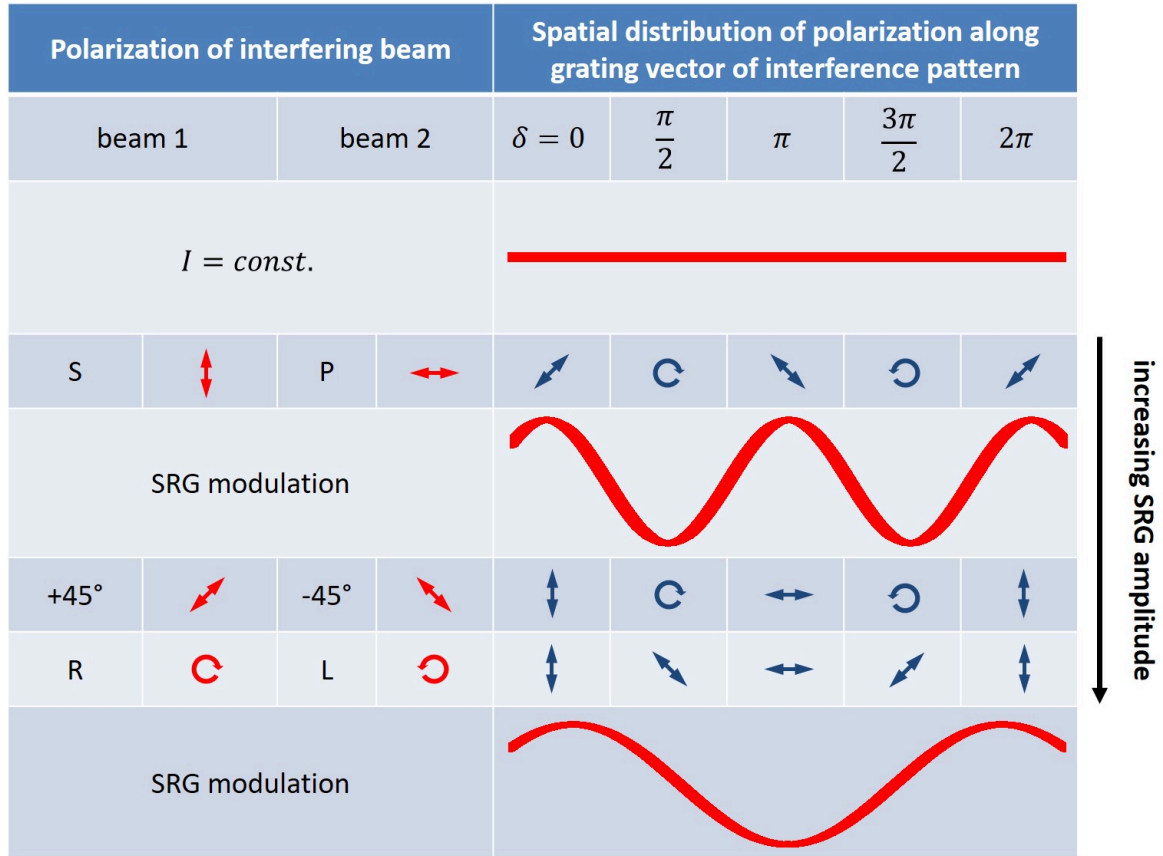 Polarization of interfering beam
Spatial distribution of polarization along
grating vector of interference pattern
beam 1
beam 2
δ = 0
π/2
π
3π/2
2π
I = const.
S
P
SRG modulation
+45°
-45°
R
L
SRG modulation
increasing SRG amplitude